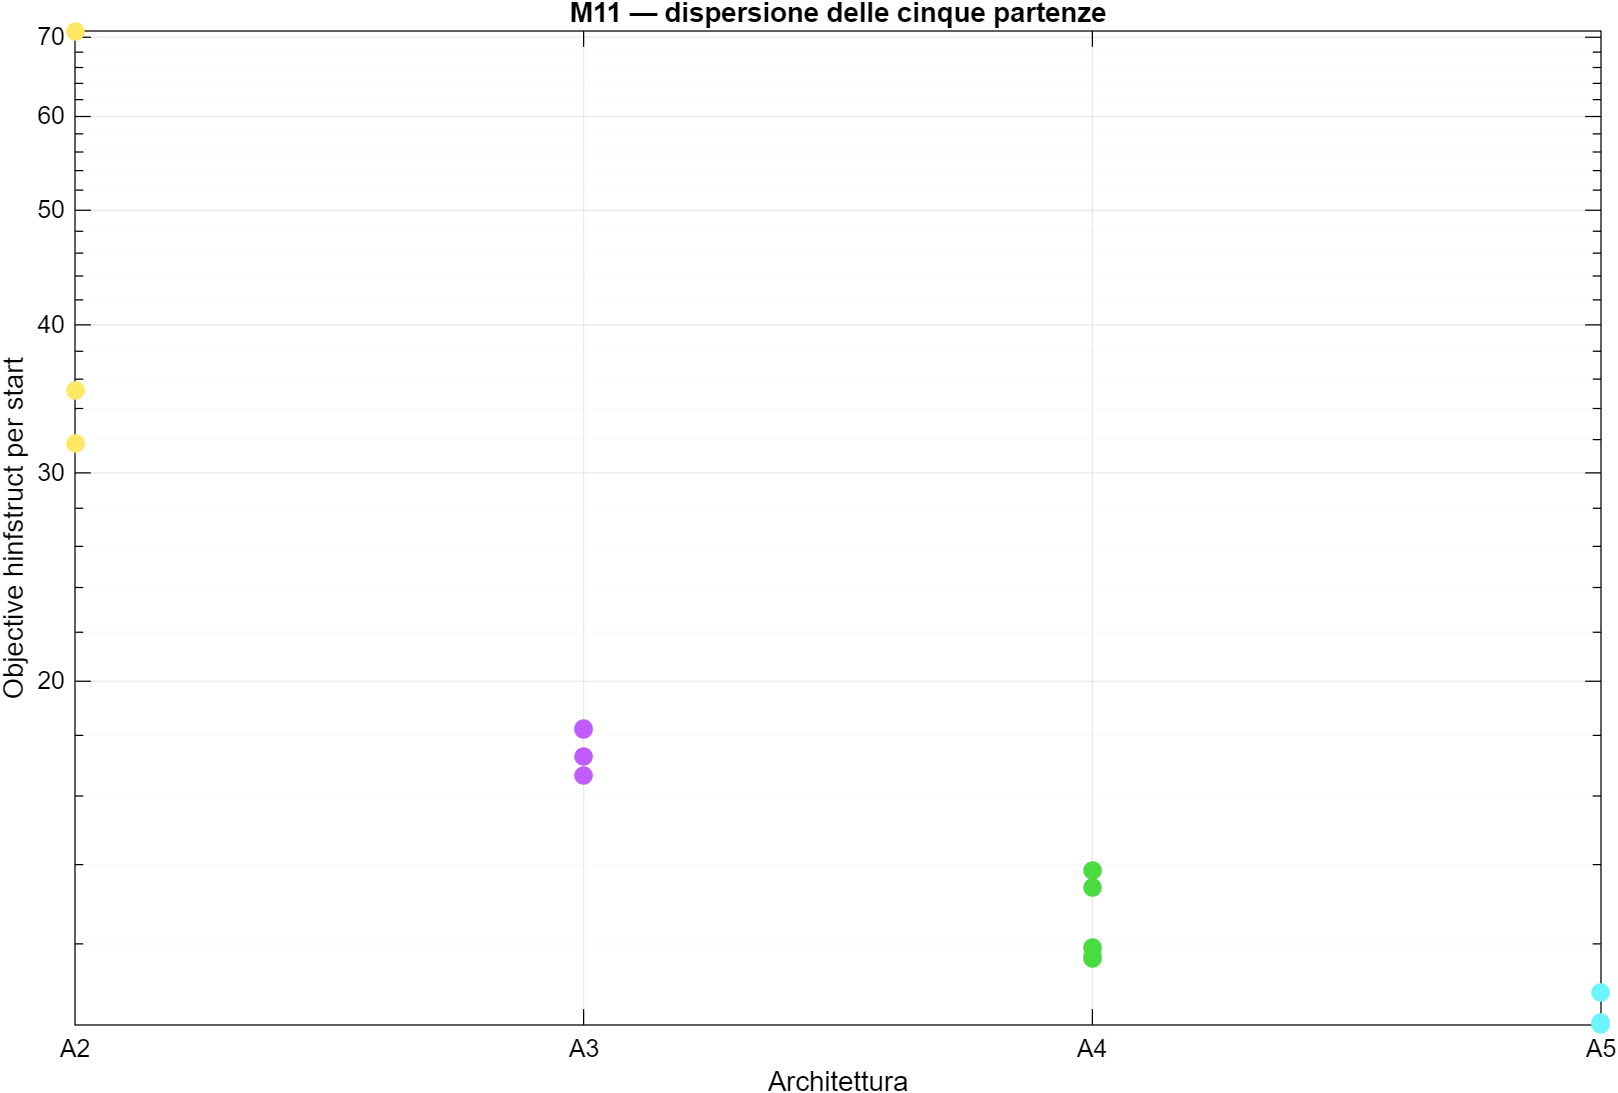 M11 — dispersione delle cinque partenze
70
60
50
40
30
20
Objective hinfstruct per start
A2
A3
A4
A5
Architettura